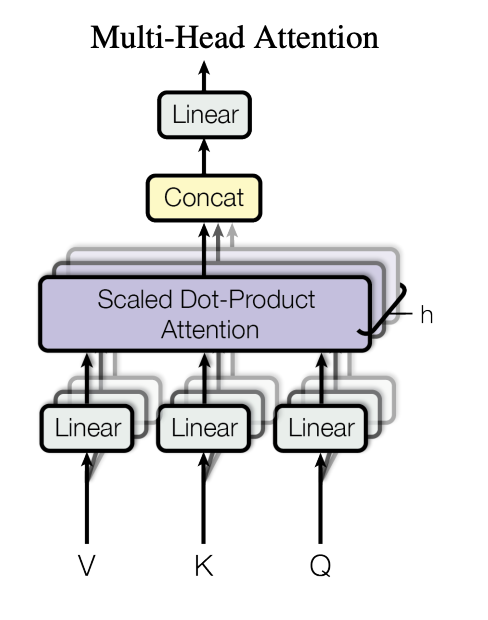 Multi-Head Attention
Linear
Concat
Scaled Dot-Product
Attention
h
Linear
Linear
Linear
V
K
Q